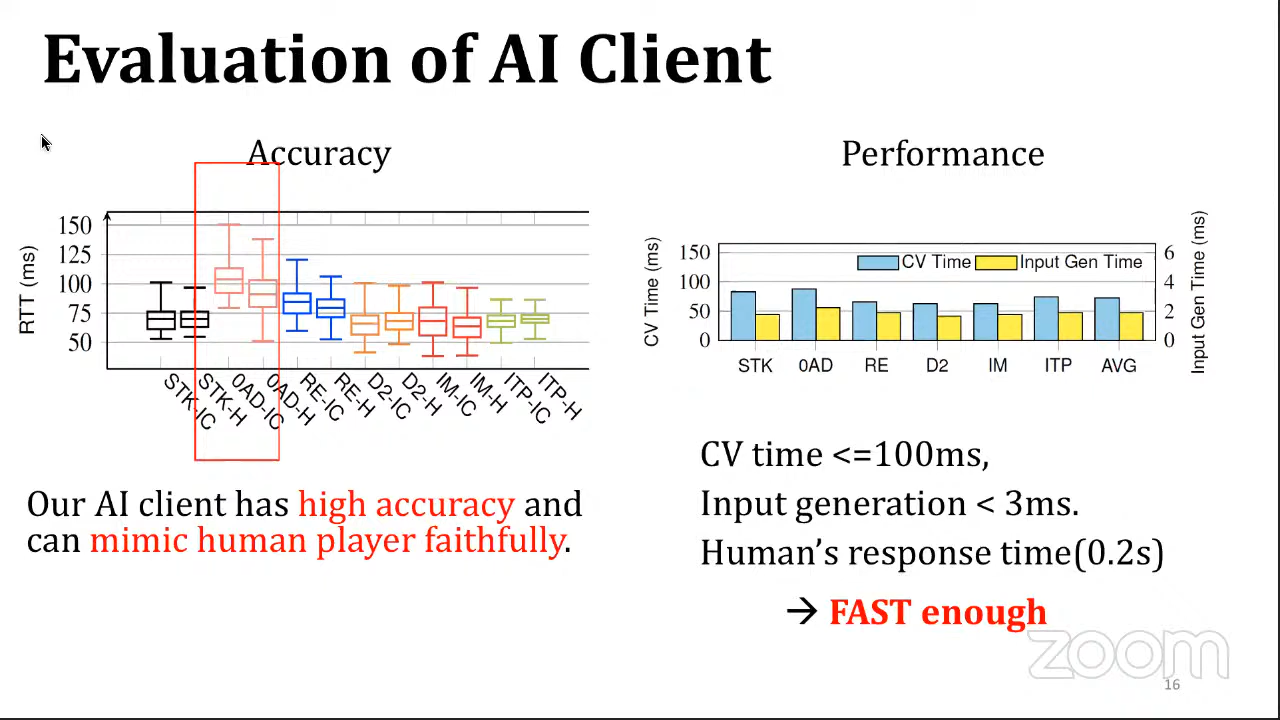 Evaluation of AI Client
Accuracy
RTT (ms)
150
125
100
75
50
STK-IC
STK-H
0AD-IC
0AD-H
RE-IC
RE-H
D2-IC
D2-H
IM-IC
IM-H
ITP-IC
ITP-H
Our AI client has high accuracy and
can mimic human player faithfully.
Performance
CV Time (ms)
150
100
50
0
CV Time
Input Gen Time
6
4
2
0
Input Gen Time (ms)
STK
0AD
RE
D2
IM
ITP
AVG
CV time <=100ms,
Input generation < 3ms.
Human’s response time(0.2s)
→ FAST enough
zoom
16